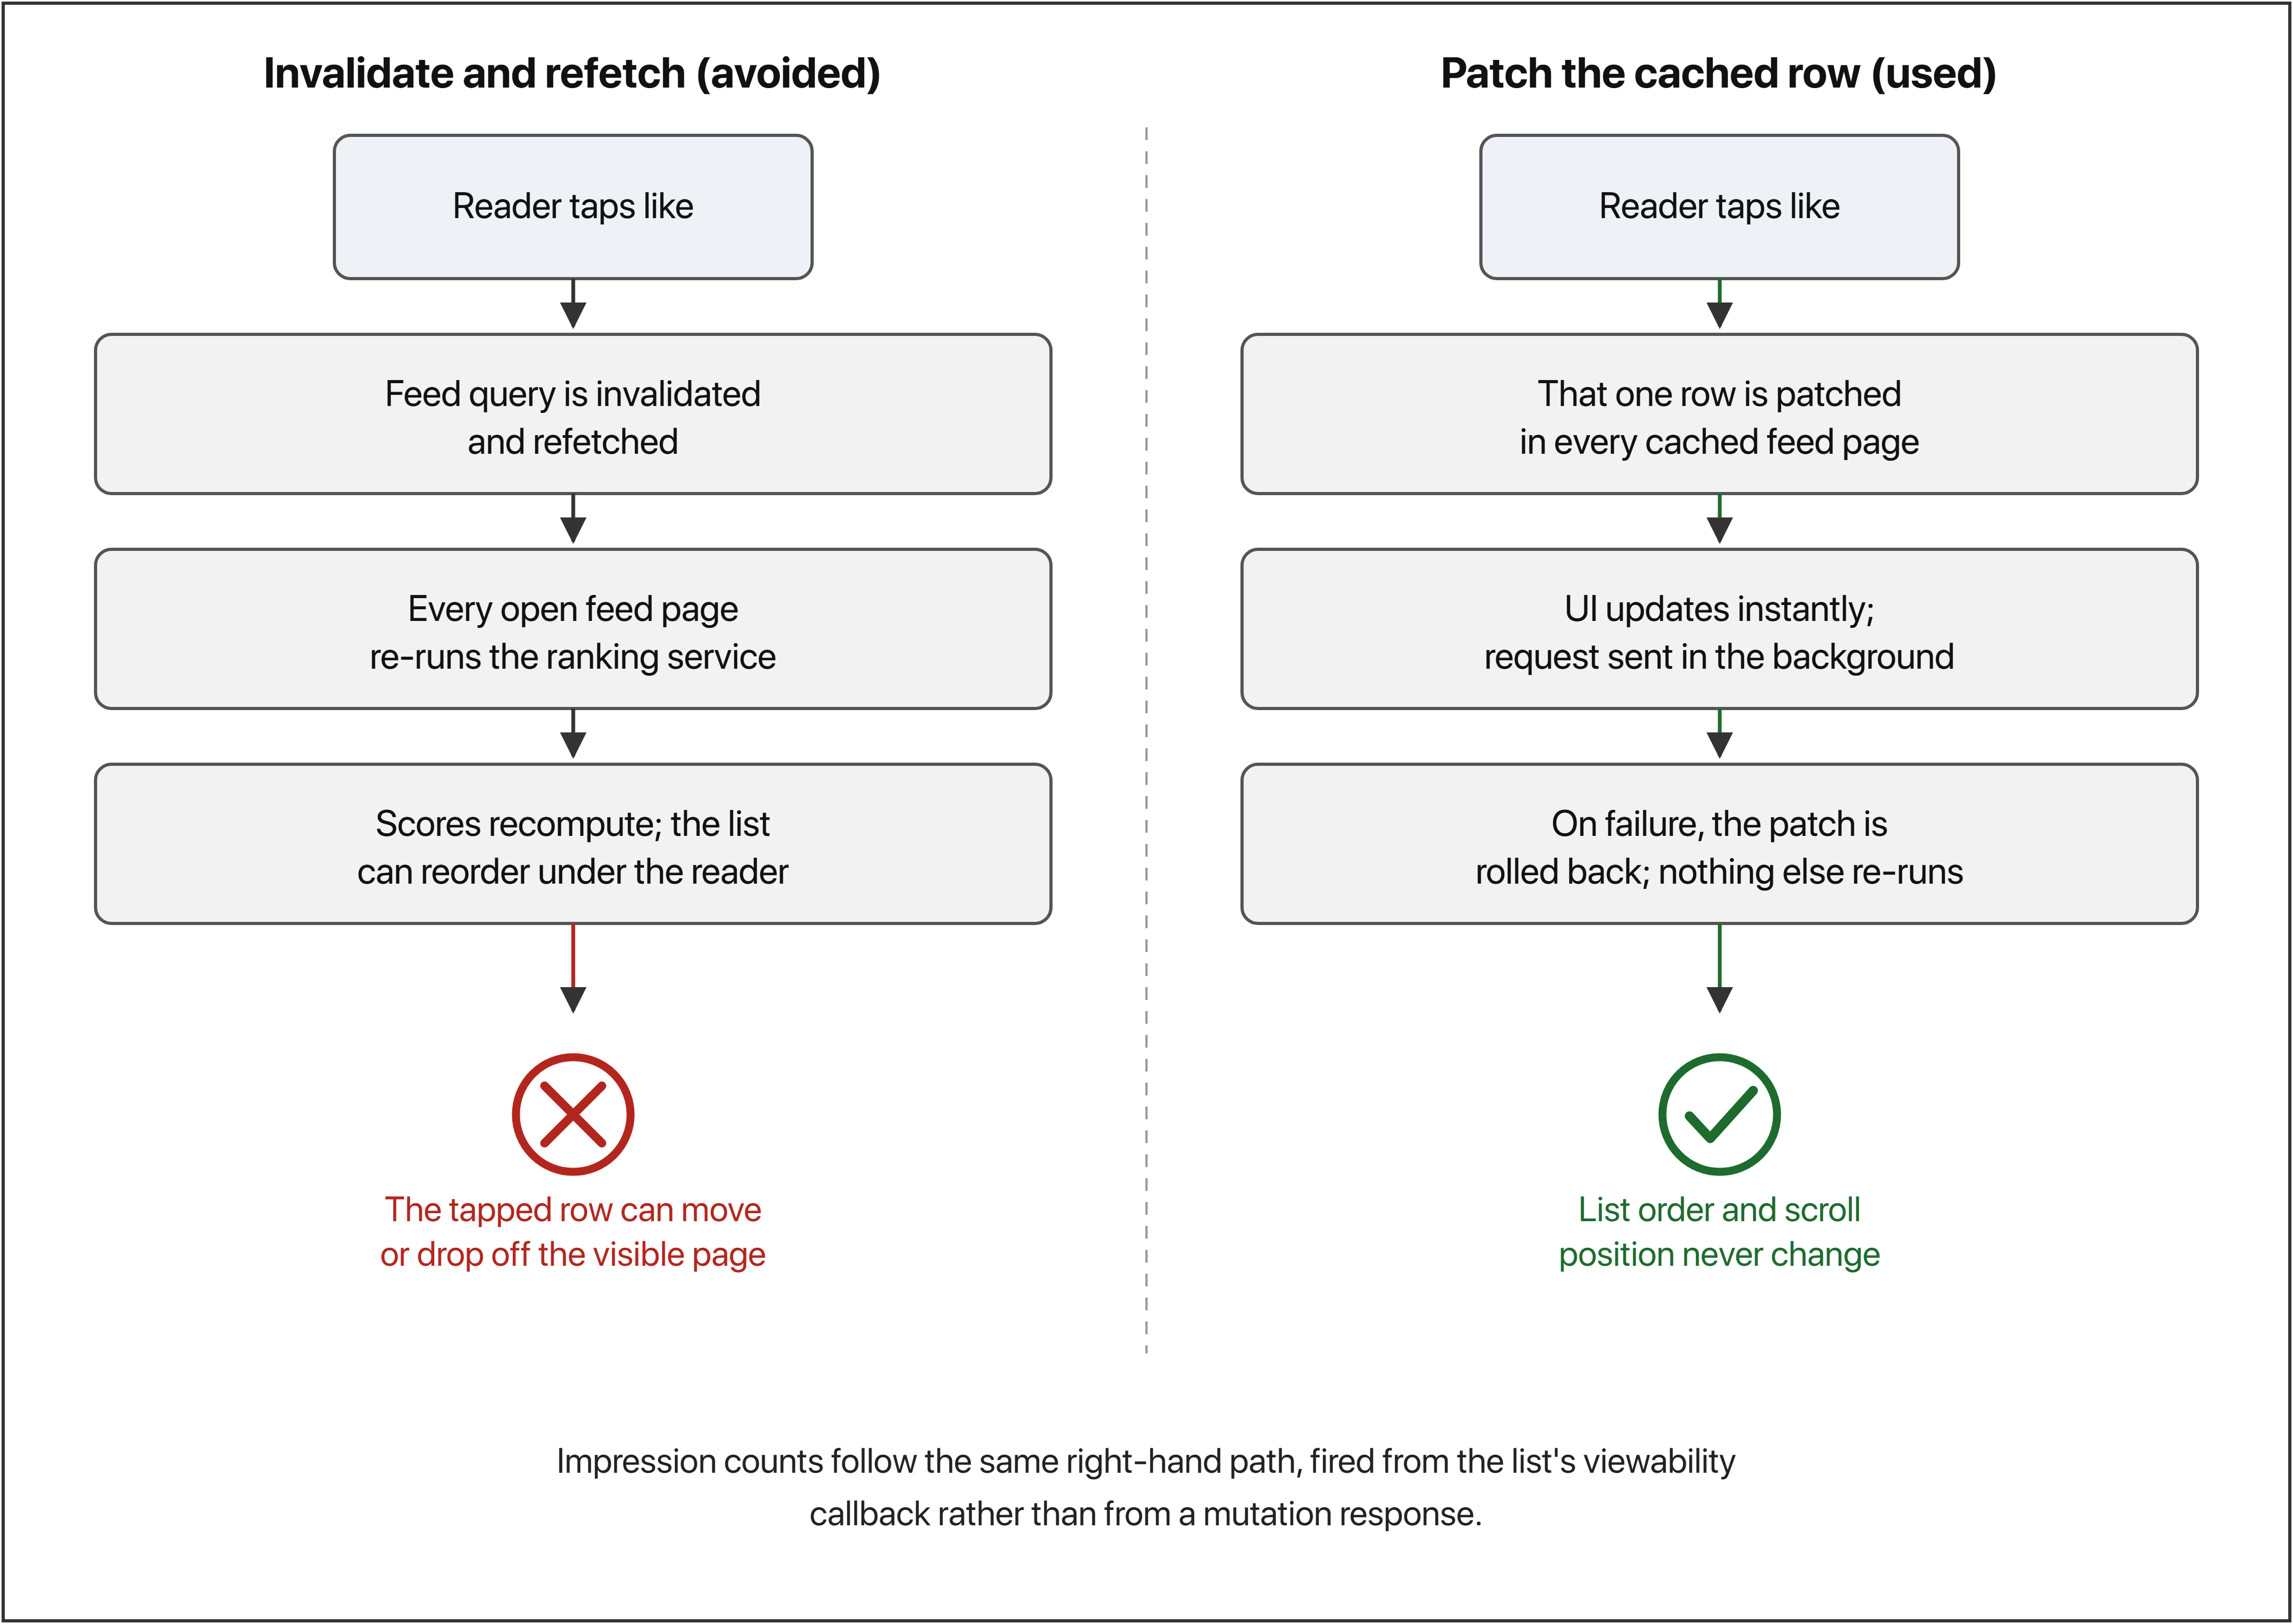 Invalidate and refetch (avoided)
Reader taps like
Feed query is invalidated
and refetched
Every open feed page
re-runs the ranking service
Scores recompute; the list
can reorder under the reader
The tapped row can move
or drop off the visible page
Patch the cached row (used)
Reader taps like
That one row is patched
in every cached feed page
UI updates instantly;
request sent in the background
On failure, the patch is
rolled back; nothing else re-runs
List order and scroll
position never change
Impression counts follow the same right-hand path, fired from the list's viewability
callback rather than from a mutation response.